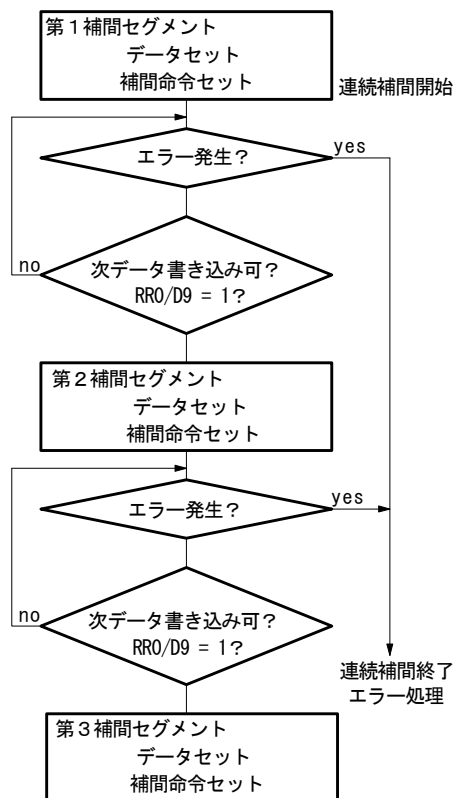 第１補間セグメント
データセット
補間命令セット
連続補間開始
エラー発生？
yes
no
次データ書き込み可？
RR0/D9 = 1？
第２補間セグメント
データセット
補間命令セット
エラー発生？
yes
no
次データ書き込み可？
RR0/D9 = 1？
連続補間終了
エラー処理
第３補間セグメント
データセット
補間命令セット